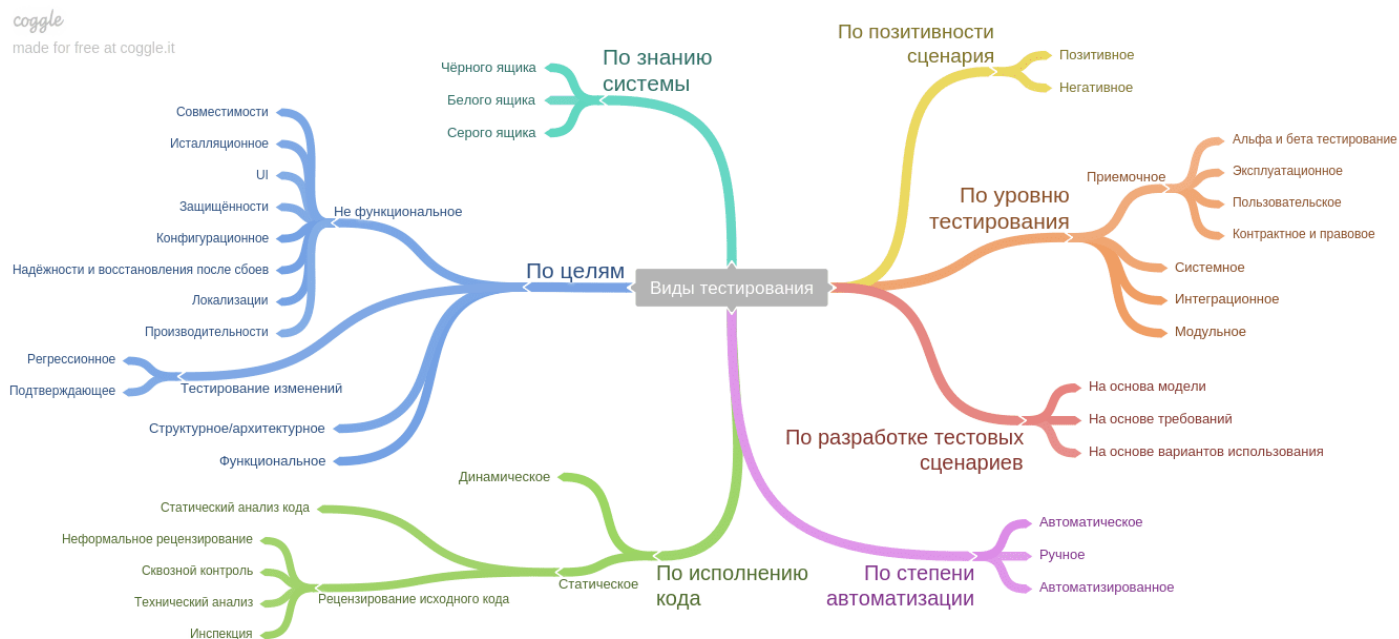 coggle
made for free at coggle.it
По позитивности
сценария
Позитивное
Негативное
По знанию
системы
Чёрного ящика
Белого ящика
Серого ящика
Совместимости
Исталляционное
UI
Защищённости
Конфигурационное
Надёжности и восстановления после сбоев
Локализации
Производительности
Не функциональное
По целям
Виды тестирования
По уровню
тестирования
Приемочное
Альфа и бета тестирование
Эксплуатационное
Пользовательское
Контрактное и правовое
Системное
Интеграционное
Модульное
Регрессионное
Подтверждающее
Тестирование изменений
Структурное/архитектурное
Функциональное
На основа модели
На основе требований
На основе вариантов использования
По разработке тестовых
сценариев
Динамическое
Статический анализ кода
Неформальное рецензирование
Сквозной контроль
Технический анализ
Инспекция
Рецензирование исходного кода
Статическое
По исполнению
кода
По степени
автоматизации
Автоматическое
Ручное
Автоматизированное